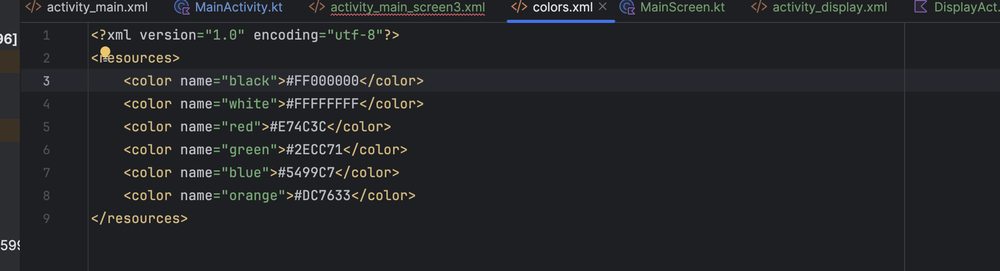 activity_main.xml MainActivity.kt activity_main_screen3.xml colors.xml MainScreen.kt activity_display.xml DisplayAct.
96]
1 <?xml version="1.0" encoding="utf-8"?>
2 <resources>
3 <color name="black">#FF000000</color>
4 <color name="white">#FFFFFFFF</color>
5 <color name="red">#E74C3C</color>
6 <color name="green">#2ECC71</color>
7 <color name="blue">#5499C7</color>
8 <color name="orange">#DC7633</color>
9 </resources>
599